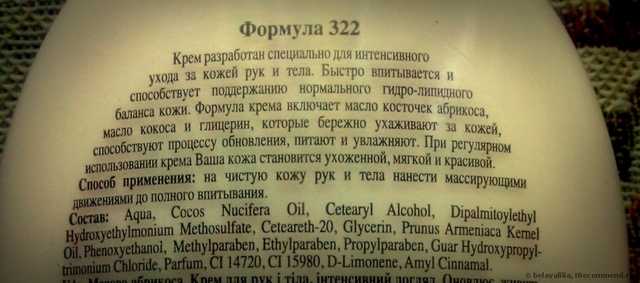 Формула 322
Крем разработан специально для интенсивного
ухода за кожей рук и тела. Быстро впитывается и
способствует поддержанию нормального гидро-липидного
баланса кожи. Формула крема включает масло косточек абрикоса,
масло кокоса и глицерин, которые бережно ухаживают за кожей,
способствуют процессу обновления, питают и увлажняют. При регулярном
использовании крема Ваша кожа становится ухоженной, мягкой и красивой.
Способ применения: на чистую кожу рук и тела нанести массирующими
движениями до полного впитывания.
Состав: Aqua, Cocos Nucifera Oil, Cetearyl Alcohol, Dipalmitoylethyl
Hydroxyethylmonium Methosulfate, Ceteareth-20, Glycerin, Prunus Armeniaca Kernel
Oil, Phenoxyethanol, Methylparaben, Ethylparaben, Propylparaben, Guar Hydroxypropyl-
trimonium Chloride, Parfum, CI 14720, CI 15980, D-Limonene, Amyl Cinnamal.
абрикоса. Крем для рук і тіла, інтенсивний догляд.
© belayalilia, irecommend.ru